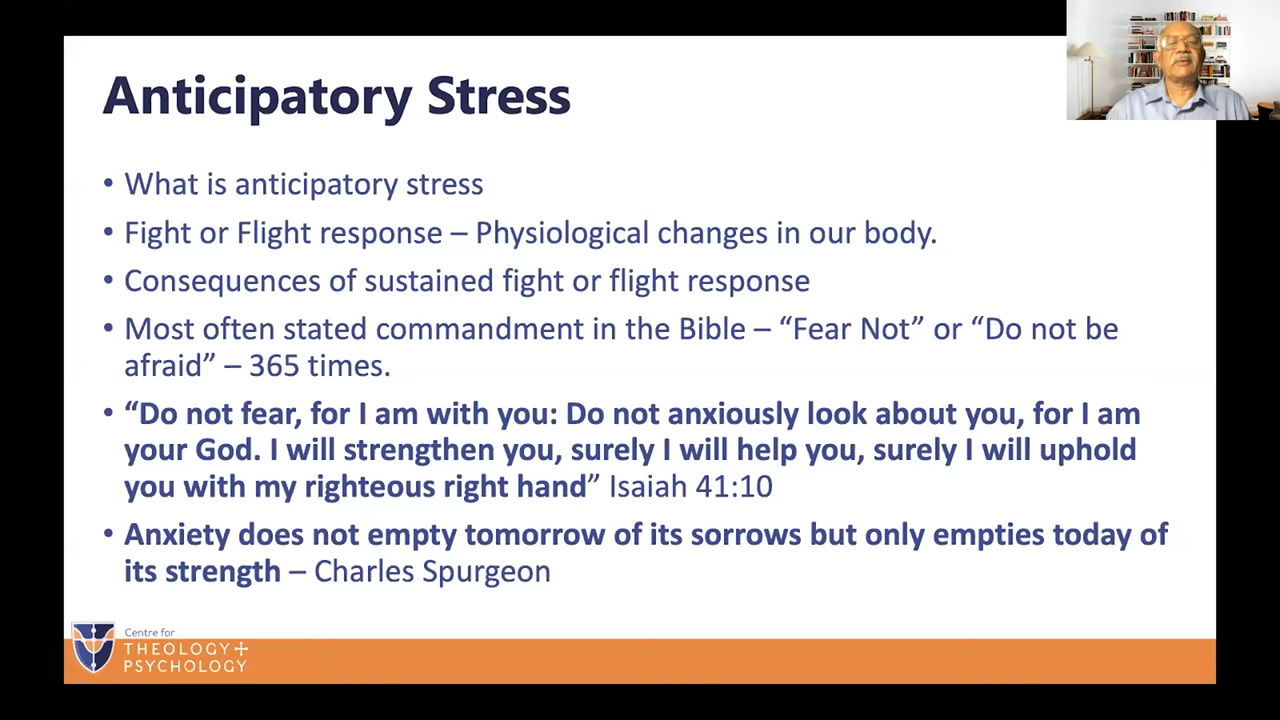 Anticipatory Stress
• What is anticipatory stress
• Fight or Flight response – Physiological changes in our body.
• Consequences of sustained fight or flight response
• Most often stated commandment in the Bible – “Fear Not” or “Do not be
afraid” – 365 times.
• “Do not fear, for I am with you: Do not anxiously look about you, for I am
your God. I will strengthen you, surely I will help you, surely I will uphold
you with my righteous right hand” Isaiah 41:10
• Anxiety does not empty tomorrow of its sorrows but only empties today of
its strength – Charles Spurgeon
Centre for
THEOLOGY+
PSYCHOLOGY